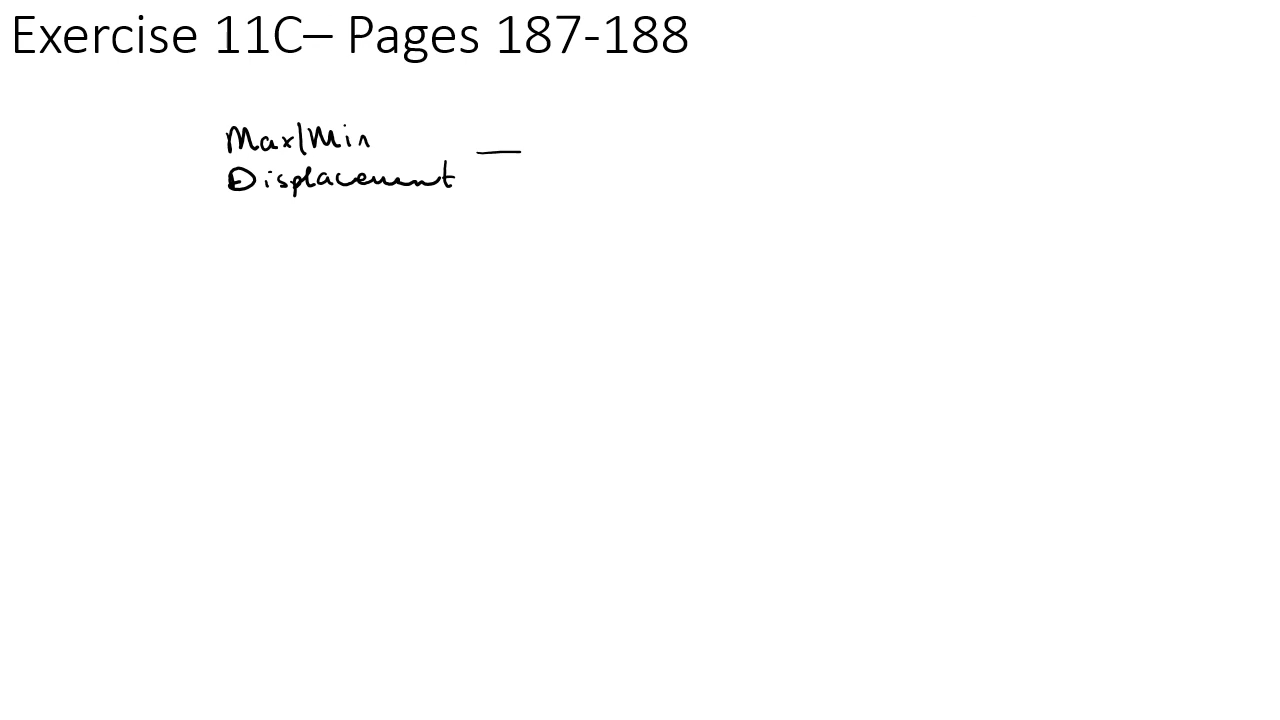 Exercise 11C– Pages 187-188
Max/Min —
Displacement